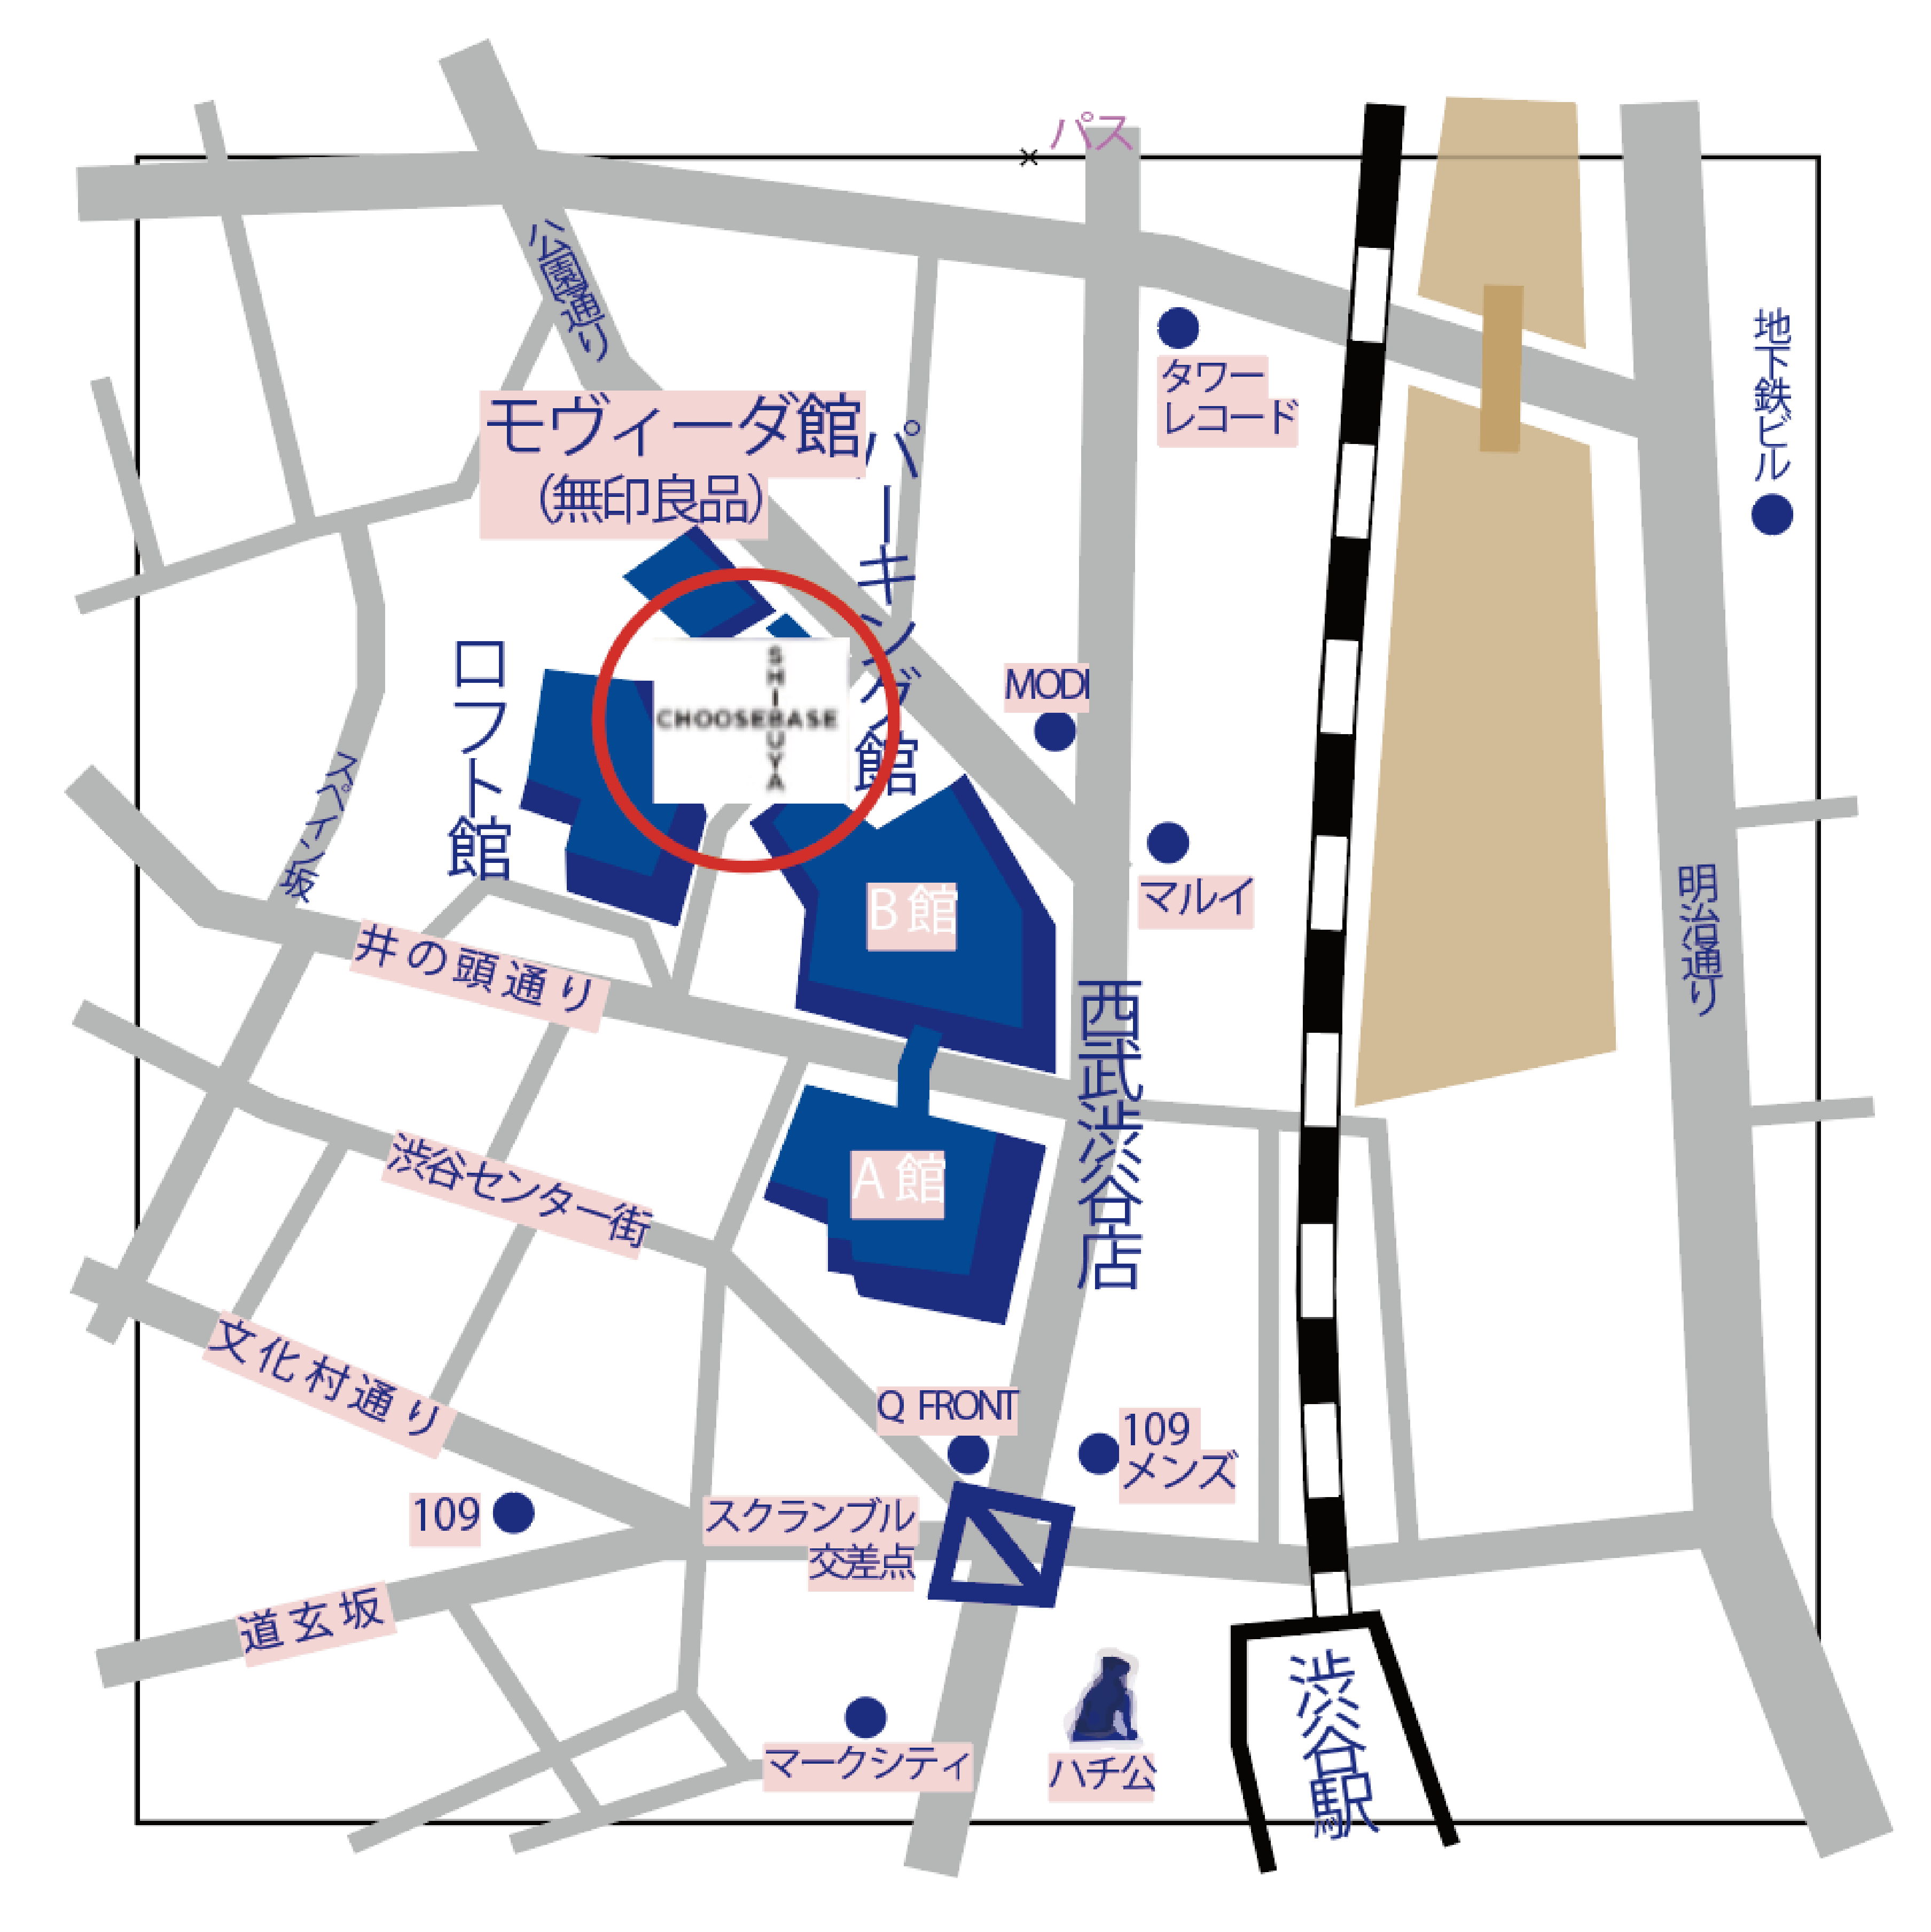 パス
公園通り
タワー
レコード
地下鉄ビル
モヴィーダ館
（無印良品）
パーキング館
ロフト館
SHIBUYA
CHOOSEBASE
MODI
スペイン坂
マルイ
B館
明治通り
井の頭通り
西武渋谷店
A館
渋谷センター街
文化村通り
Q FRONT
109
メンズ
109
スクランブル
交差点
道玄坂
マークシティ
ハチ公
渋谷駅